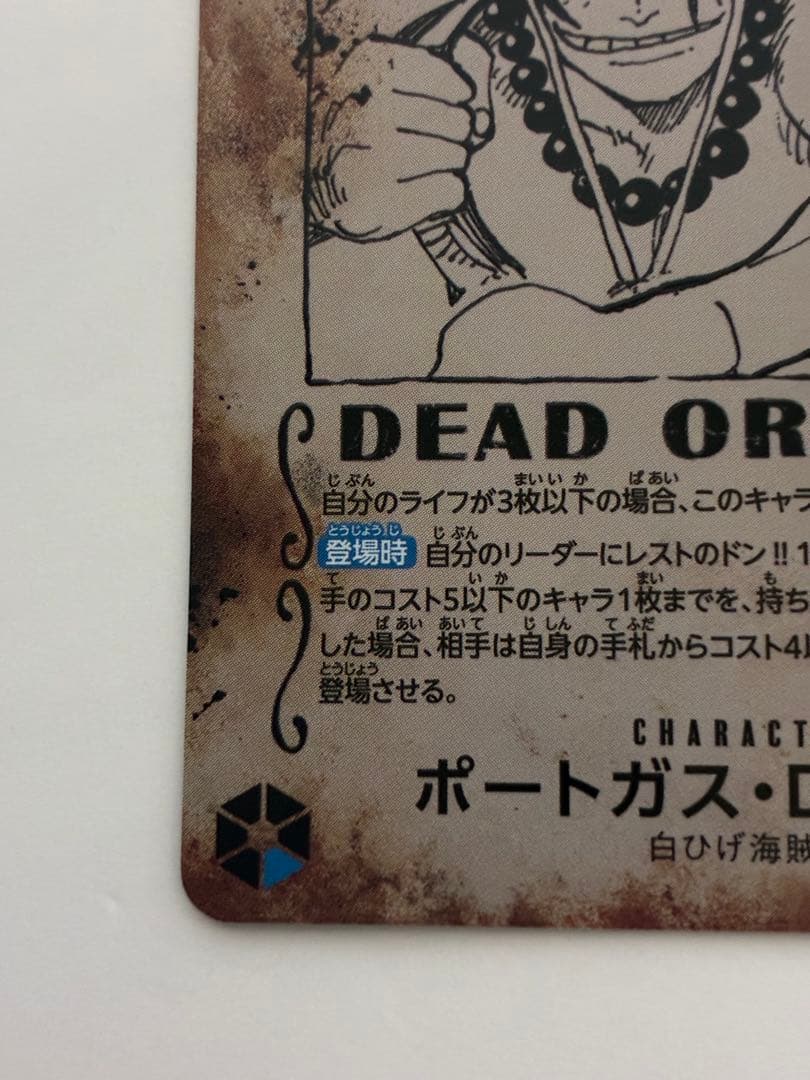 DEAD OR
自分のライフが3枚以下の場合、このキャラ
登場時 自分のリーダーにレストのドン!!1
手のコスト5以下のキャラ1枚までを、持ち
した場合、相手は自身の手札からコスト4以
登場させる。
CHARACT
ポートガス・D
白ひげ海賊